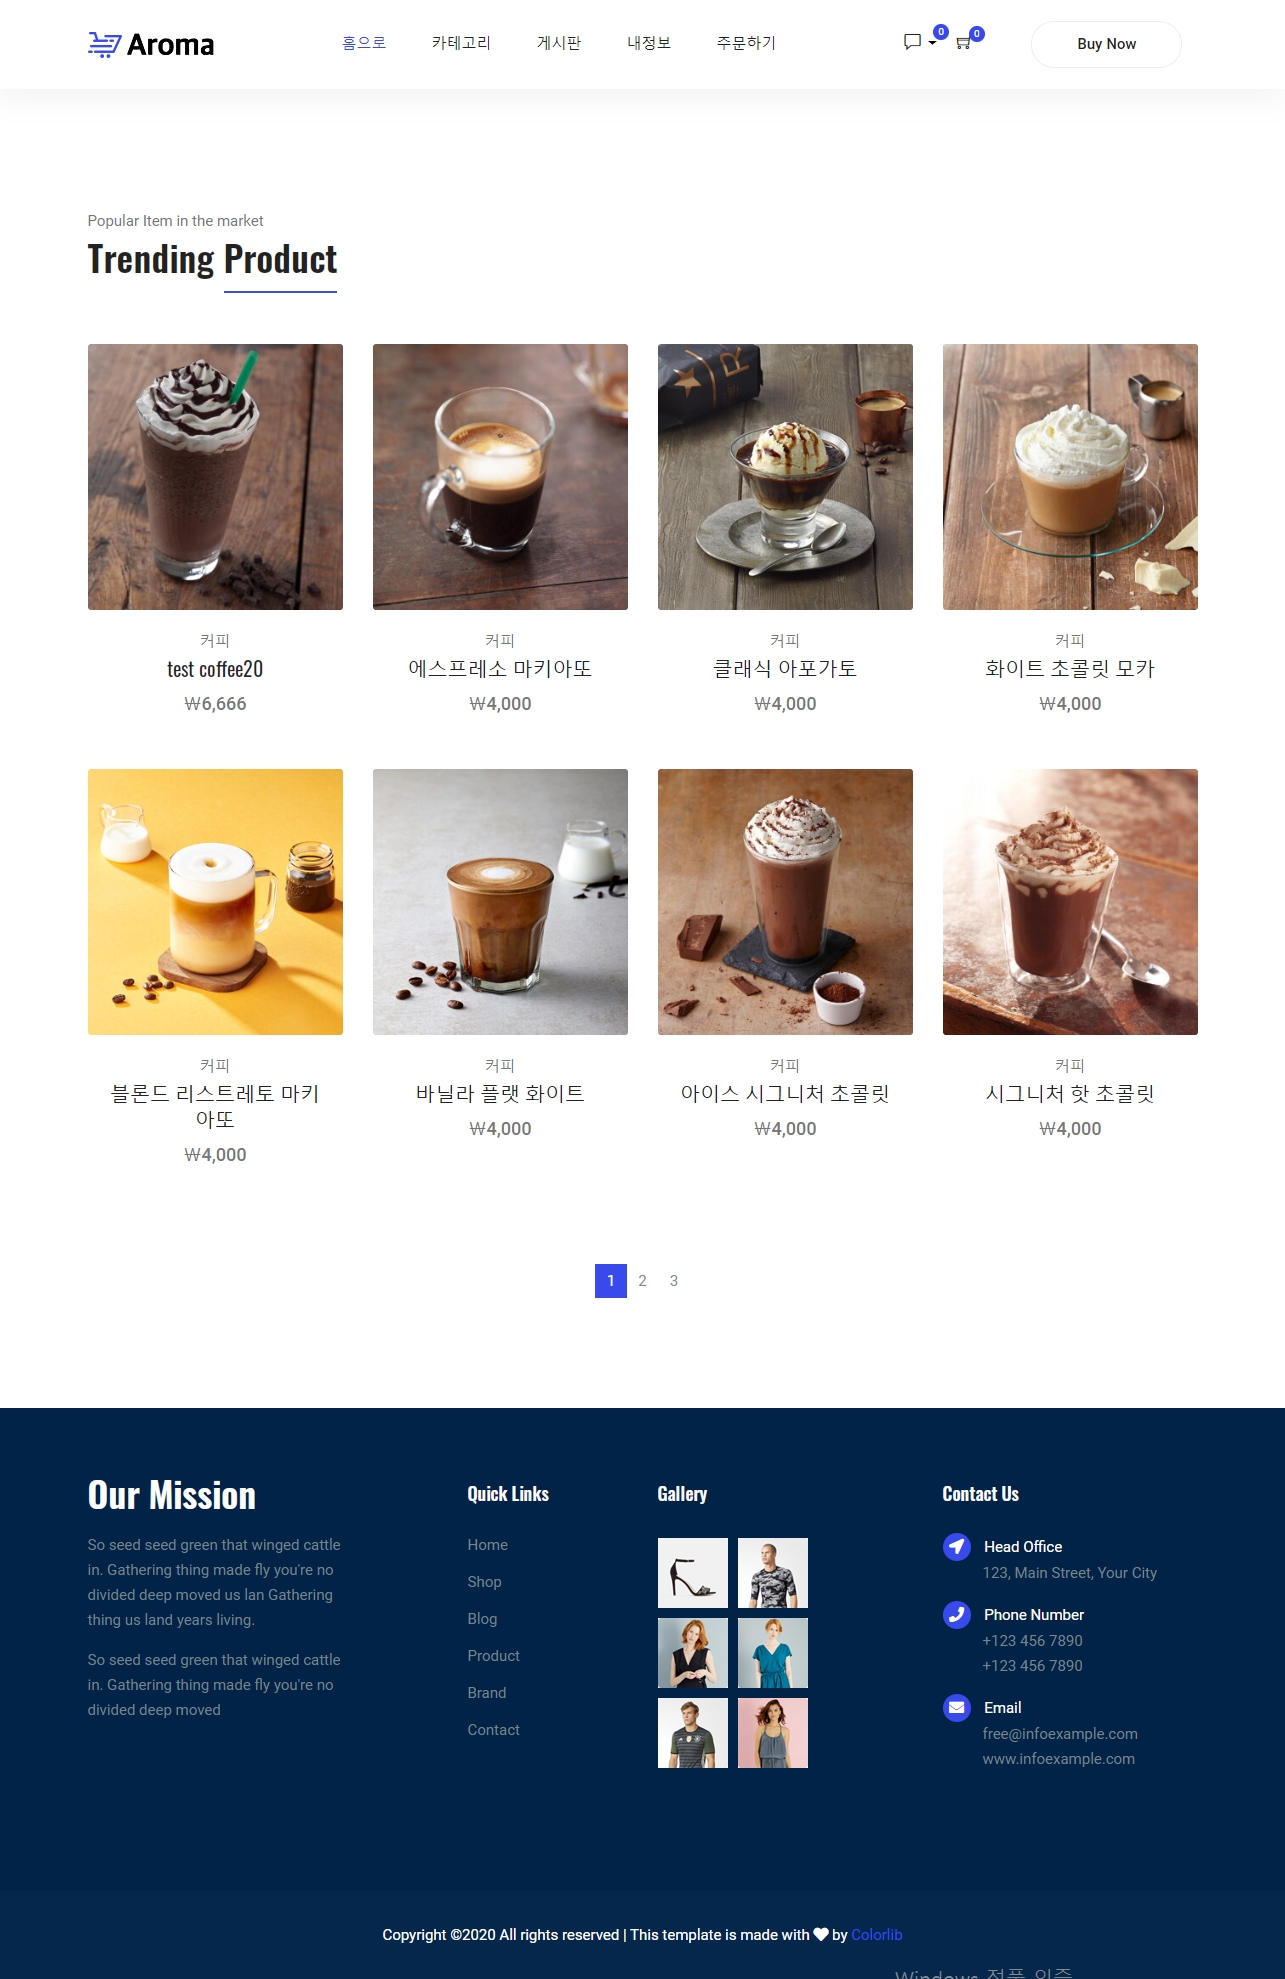 Aroma
홈으로 카테고리 게시판 내정보 주문하기 0 0 Buy Now
Popular Item in the market
Trending Product
R
커피 커피 커피 커피
test coffee20 에스프레소 마키아또 클래식 아포가토 화이트 초콜릿 모카
₩6,666 ₩4,000 ₩4,000 ₩4,000
커피 커피 커피 커피
블론드 리스트레토 마키 바닐라 플랫 화이트 아이스 시그니처 초콜릿 시그니처 핫 초콜릿
아또 ₩4,000 ₩4,000 ₩4,000
₩4,000
1 2 3
Our Mission
So seed seed green that winged cattle
in. Gathering thing made fly you're no
divided deep moved us lan Gathering
thing us land years living.
So seed seed green that winged cattle
in. Gathering thing made fly you're no
divided deep moved
Quick Links
Home
Shop
Blog
Product
Brand
Contact
Gallery
Contact Us
Head Office
123, Main Street, Your City
Phone Number
+123 456 7890
+123 456 7890
Email
free@infoexample.com
www.infoexample.com
Copyright ©2020 All rights reserved | This template is made with ♥ by Colorlib
Windows 정품 인증